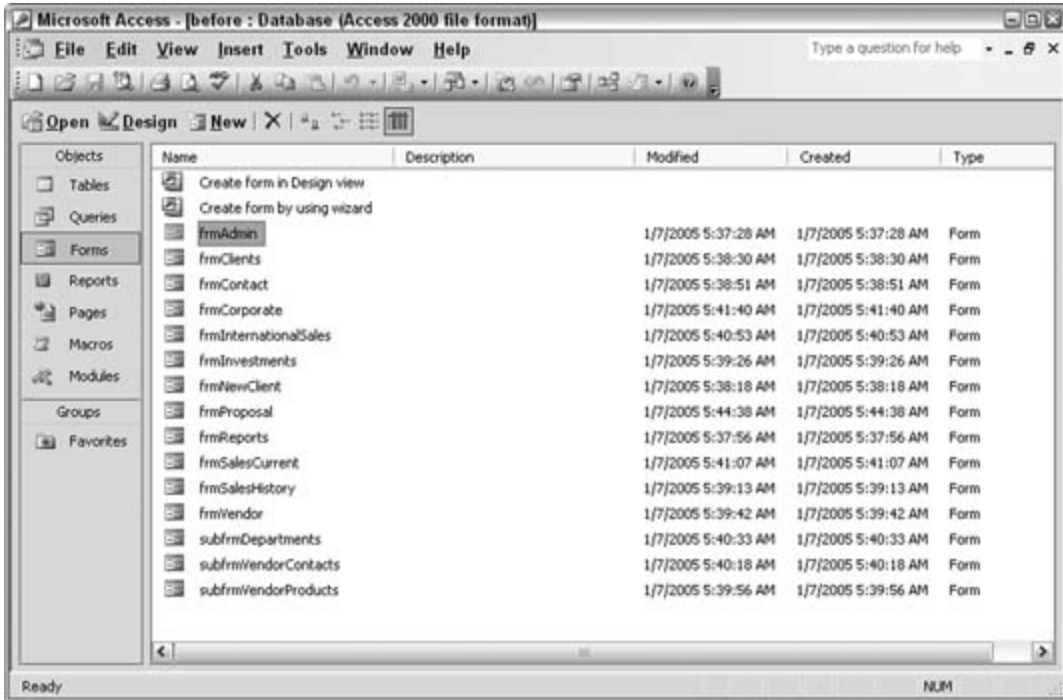 Microsoft Access - [before : Database (Access 2000 file format)]
File Edit View Insert Tools Window Help Type a question for help
Open Design New
Objects
Tables
Queries
Forms
Reports
Pages
Macros
Modules
Groups
Favorites
Name Description Modified Created Type
Create form in Design view
Create form by using wizard
frmAdmin 1/7/2005 5:37:28 AM 1/7/2005 5:37:28 AM Form
frmClients 1/7/2005 5:38:30 AM 1/7/2005 5:38:30 AM Form
frmContact 1/7/2005 5:38:51 AM 1/7/2005 5:38:51 AM Form
frmCorporate 1/7/2005 5:41:40 AM 1/7/2005 5:41:40 AM Form
frmInternationalSales 1/7/2005 5:40:53 AM 1/7/2005 5:40:53 AM Form
frmInvestments 1/7/2005 5:39:26 AM 1/7/2005 5:39:26 AM Form
frmNewClient 1/7/2005 5:38:18 AM 1/7/2005 5:38:18 AM Form
frmProposal 1/7/2005 5:44:38 AM 1/7/2005 5:44:38 AM Form
frmReports 1/7/2005 5:37:56 AM 1/7/2005 5:37:56 AM Form
frmSalesCurrent 1/7/2005 5:41:07 AM 1/7/2005 5:41:07 AM Form
frmSalesHistory 1/7/2005 5:39:13 AM 1/7/2005 5:39:13 AM Form
frmVendor 1/7/2005 5:39:42 AM 1/7/2005 5:39:42 AM Form
subfrmDepartments 1/7/2005 5:40:33 AM 1/7/2005 5:40:33 AM Form
subfrmVendorContacts 1/7/2005 5:40:18 AM 1/7/2005 5:40:18 AM Form
subfrmVendorProducts 1/7/2005 5:39:56 AM 1/7/2005 5:39:56 AM Form
Ready NUM